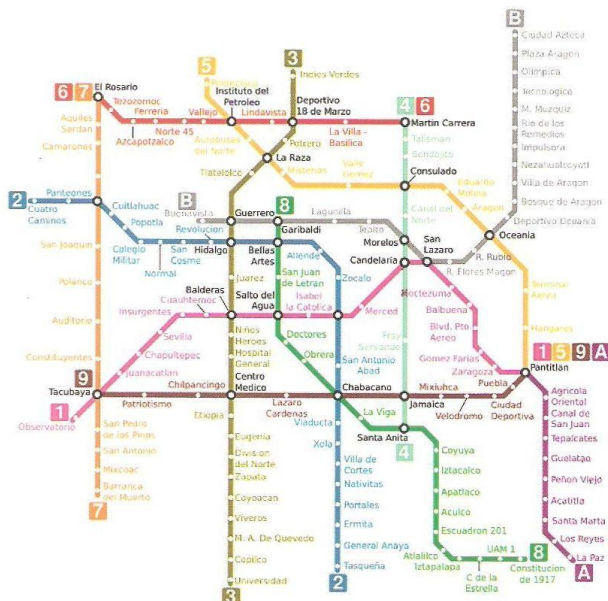 B
Ciudad Azteca
Plaza Aragon
Olimpica
Tecnologico
M. Muzquiz
Rio de los
Remedios
Impulsora
Nezahualcoyotl
Villa de Aragon
Bosque de Aragon
Deportivo Oceania
Oceania
R. Rubio
R. Flores Magon
San
Lazaro
Morelos
Tepito
Lagunilla
8
Garibaldi
Guerrero
Buenavista
B
3
Indios Verdes
Deportivo
18 de Marzo
Potrero
La Raza
Tlatelolco
Hidalgo
Juarez
Balderas
Niños
Heroes
Hospital
General
Centro
Medico
Etiopia
Eugenia
Division
del Norte
Zapata
Coyoacan
Viveros
M. A. De Quevedo
Copilco
Universidad
3
5
Politecnico
Instituto del
Petroleo
Autobuses
del Norte
Misterios
Valle
Gomez
Consulado
Eduardo
Molina
Aragon
Terminal
Aerea
Hangares
Pantitlan
1 5 9 A
6 7
El Rosario
Tezozomoc
Azcapotzalco
Ferreria
Norte 45
Vallejo
Lindavista
La Villa -
Basilica
4 6
Martin Carrera
Talisman
Bondojito
Canal del
Norte
Candelaria
Fray
Servando
Jamaica
Santa Anita
4
Aquiles
Serdan
Camarones
Panteones
San Joaquin
Polanco
Auditorio
Constituyentes
9
Tacubaya
San Pedro
de los Pinos
San Antonio
Mixcoac
Barranca
del Muerto
7
2
Cuatro
Caminos
Cuitlahuac
Popotla
Colegio
Militar
Normal
San
Cosme
Revolucion
Bellas
Artes
Allende
Zocalo
San Antonio
Abad
Chabacano
Viaducto
Xola
Villa de
Cortes
Nativitas
Portales
Ermita
General Anaya
Tasqueña
2
1
Observatorio
Juanacatlan
Chapultepec
Sevilla
Insurgentes
Cuauhtemoc
Salto del
Agua
Isabel
la Catolica
Merced
Moctezuma
Balbuena
Blvd. Pto.
Aereo
Gomez Farias
Zaragoza
Patriotismo
Chilpancingo
Lazaro
Cardenas
Mixiuhca
Velodromo
Ciudad
Deportiva
Puebla
San Juan
de Letran
Doctores
Obrera
La Viga
Coyuya
Iztacalco
Apatlaco
Aculco
Escuadron 201
Atlalilco
Iztapalapa
C de la
Estrella
UAM 1
Constitucion
de 1917
8
Agricola
Oriental
Canal de
San Juan
Tepalcates
Guelatao
Peñon Viejo
Acatitla
Santa Marta
Los Reyes
La Paz
A